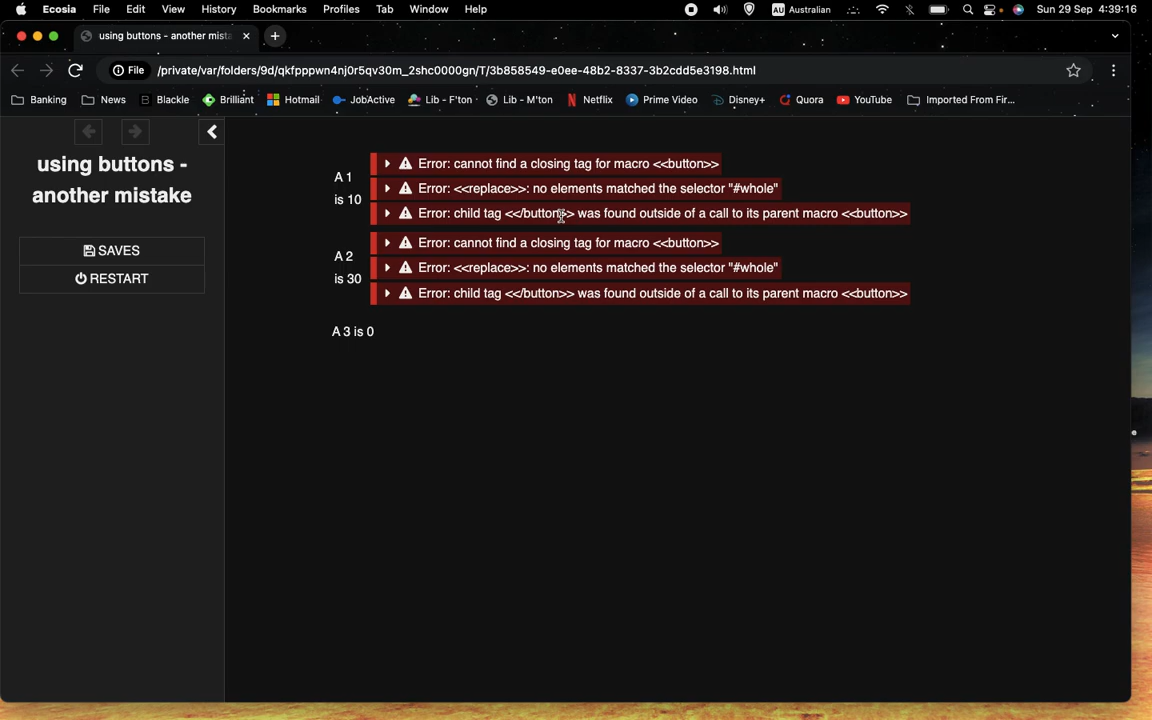 Ecosia File Edit View History Bookmarks Profiles Tab Window Help AU Australian Sun 29 Sep 4:39:16
using buttons - another mista
File /private/var/folders/9d/qkfpppwn4nj0r5qv30m_2shc0000gn/T/3b858549-e0ee-48b2-8337-3b2cdd5e3198.html
Banking News Blackle Brilliant Hotmail JobActive Lib - F'ton Lib - M'ton Netflix Prime Video Disney+ Quora YouTube Imported From Fir...
using buttons -
another mistake
SAVES
RESTART
A 1
is 10
Error: cannot find a closing tag for macro <<button>>
Error: <<replace>>: no elements matched the selector "#whole"
Error: child tag <</button>> was found outside of a call to its parent macro <<button>>
A 2
is 30
Error: cannot find a closing tag for macro <<button>>
Error: <<replace>>: no elements matched the selector "#whole"
Error: child tag <</button>> was found outside of a call to its parent macro <<button>>
A 3 is 0